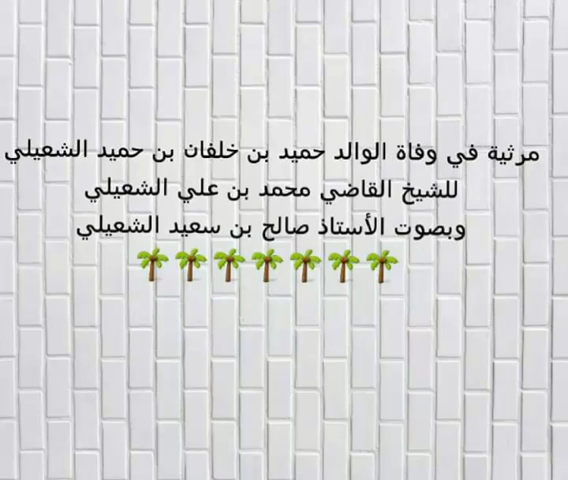 مرثية في وفاة الوالد حميد بن خلفان بن حميد الشعيلي
للشيخ القاضي محمد بن علي الشعيلي
وبصوت الأستاذ صالح بن سعيد الشعيلي
🌴🌴🌴🌴🌴🌴🌴